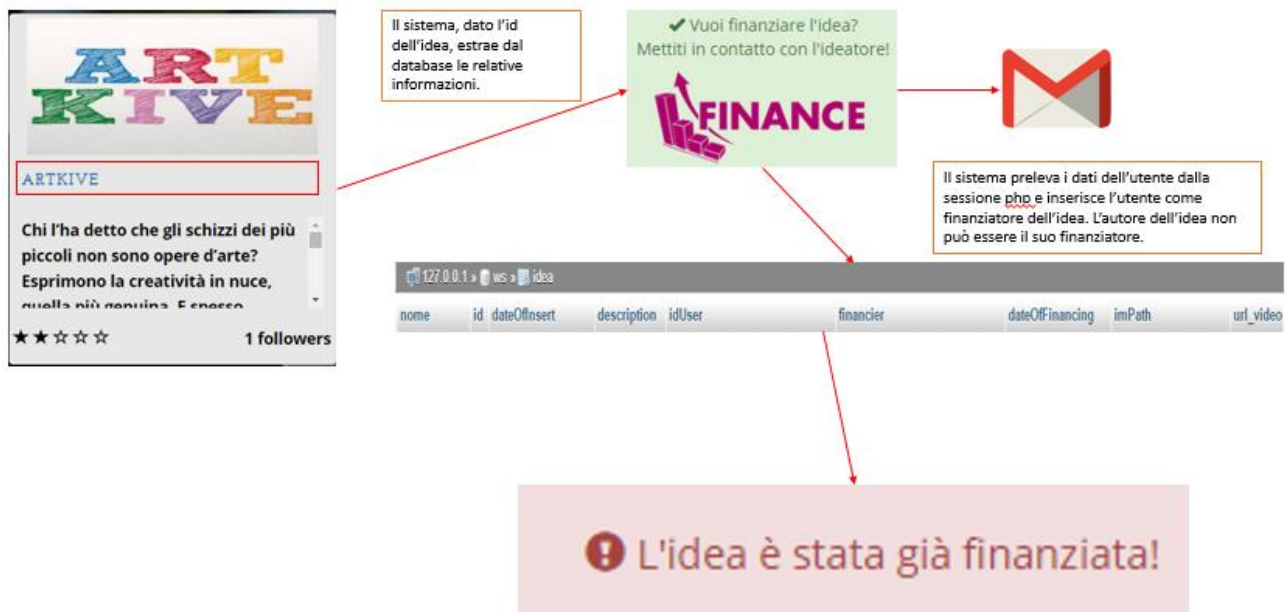 ART
KIVE
ARTKIVE
Chi l'ha detto che gli schizzi dei più
piccoli non sono opere d'arte?
Esprimono la creatività in nuce,
quella più genuina. E spesso
1 followers
Il sistema, dato l'id
dell'idea, estrae dal
database le relative
informazioni.
Vuoi finanziare l'idea?
Mettiti in contatto con l'ideatore!
FINANCE
Il sistema preleva i dati dell'utente dalla
sessione php e inserisce l'utente come
finanziatore dell'idea. L'autore dell'idea non
può essere il suo finanziatore.
127.0.0.1 » ws » idea
nome id dateOfInsert description idUser financier dateOfFinancing imPath url_video
L'idea è stata già finanziata!